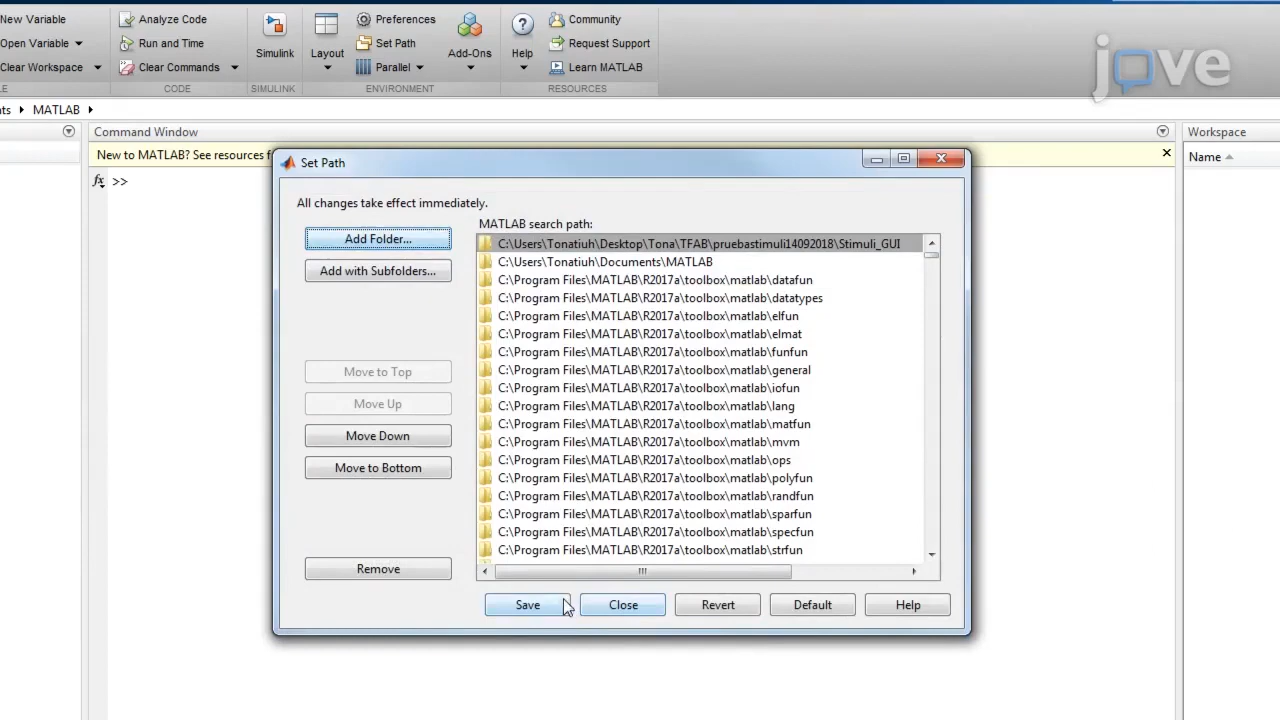 New Variable
Analyze Code
Preferences
Community
Open Variable
Run and Time
Set Path
Request Support
Clear Workspace
Clear Commands
Simulink
Layout
Parallel
Add-Ons
Help
Learn MATLAB
LE
CODE
SIMULINK
ENVIRONMENT
RESOURCES
jove
nts
MATLAB
Command Window
Workspace
New to MATLAB? See resources f
Name
fx >>
Set Path
All changes take effect immediately.
MATLAB search path:
Add Folder...
Add with Subfolders...
Move to Top
Move Up
Move Down
Move to Bottom
Remove
C:\Users\Tonatiuh\Desktop\Tona\TFAB\pruebastimuli14092018\Stimuli_GUI
C:\Users\Tonatiuh\Documents\MATLAB
C:\Program Files\MATLAB\R2017a\toolbox\matlab\datafun
C:\Program Files\MATLAB\R2017a\toolbox\matlab\datatypes
C:\Program Files\MATLAB\R2017a\toolbox\matlab\elfun
C:\Program Files\MATLAB\R2017a\toolbox\matlab\elmat
C:\Program Files\MATLAB\R2017a\toolbox\matlab\funfun
C:\Program Files\MATLAB\R2017a\toolbox\matlab\general
C:\Program Files\MATLAB\R2017a\toolbox\matlab\iofun
C:\Program Files\MATLAB\R2017a\toolbox\matlab\lang
C:\Program Files\MATLAB\R2017a\toolbox\matlab\matfun
C:\Program Files\MATLAB\R2017a\toolbox\matlab\mvm
C:\Program Files\MATLAB\R2017a\toolbox\matlab\ops
C:\Program Files\MATLAB\R2017a\toolbox\matlab\polyfun
C:\Program Files\MATLAB\R2017a\toolbox\matlab\randfun
C:\Program Files\MATLAB\R2017a\toolbox\matlab\sparfun
C:\Program Files\MATLAB\R2017a\toolbox\matlab\specfun
C:\Program Files\MATLAB\R2017a\toolbox\matlab\strfun
Save
Close
Revert
Default
Help